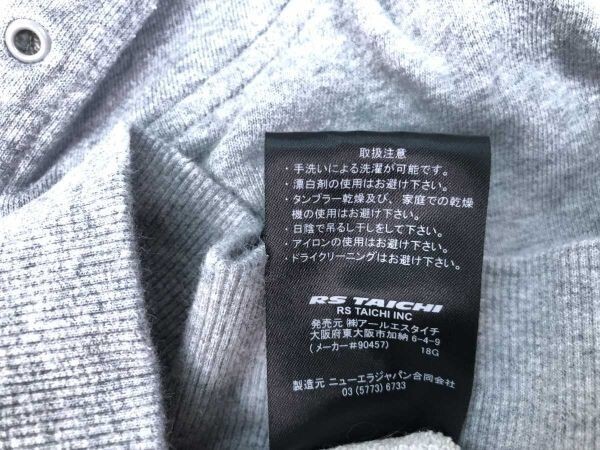 取扱注意
・手洗いによる洗濯が可能です。
・漂白剤の使用はお避け下さい。
・タンブラー乾燥及び、家庭での乾燥
機の使用はお避け下さい。
・日陰で吊るし干しをして下さい。
・アイロンの使用はお避け下さい。
・ドライクリーニングはお避け下さい。
RS TAICHI
RS TAICHI INC
発売元 ㈱アールエスタイチ
大阪府東大阪市加納 6-4-9
(メーカー#90457) 18G
製造元 ニューエラジャパン合同会社
03 (5773) 6733